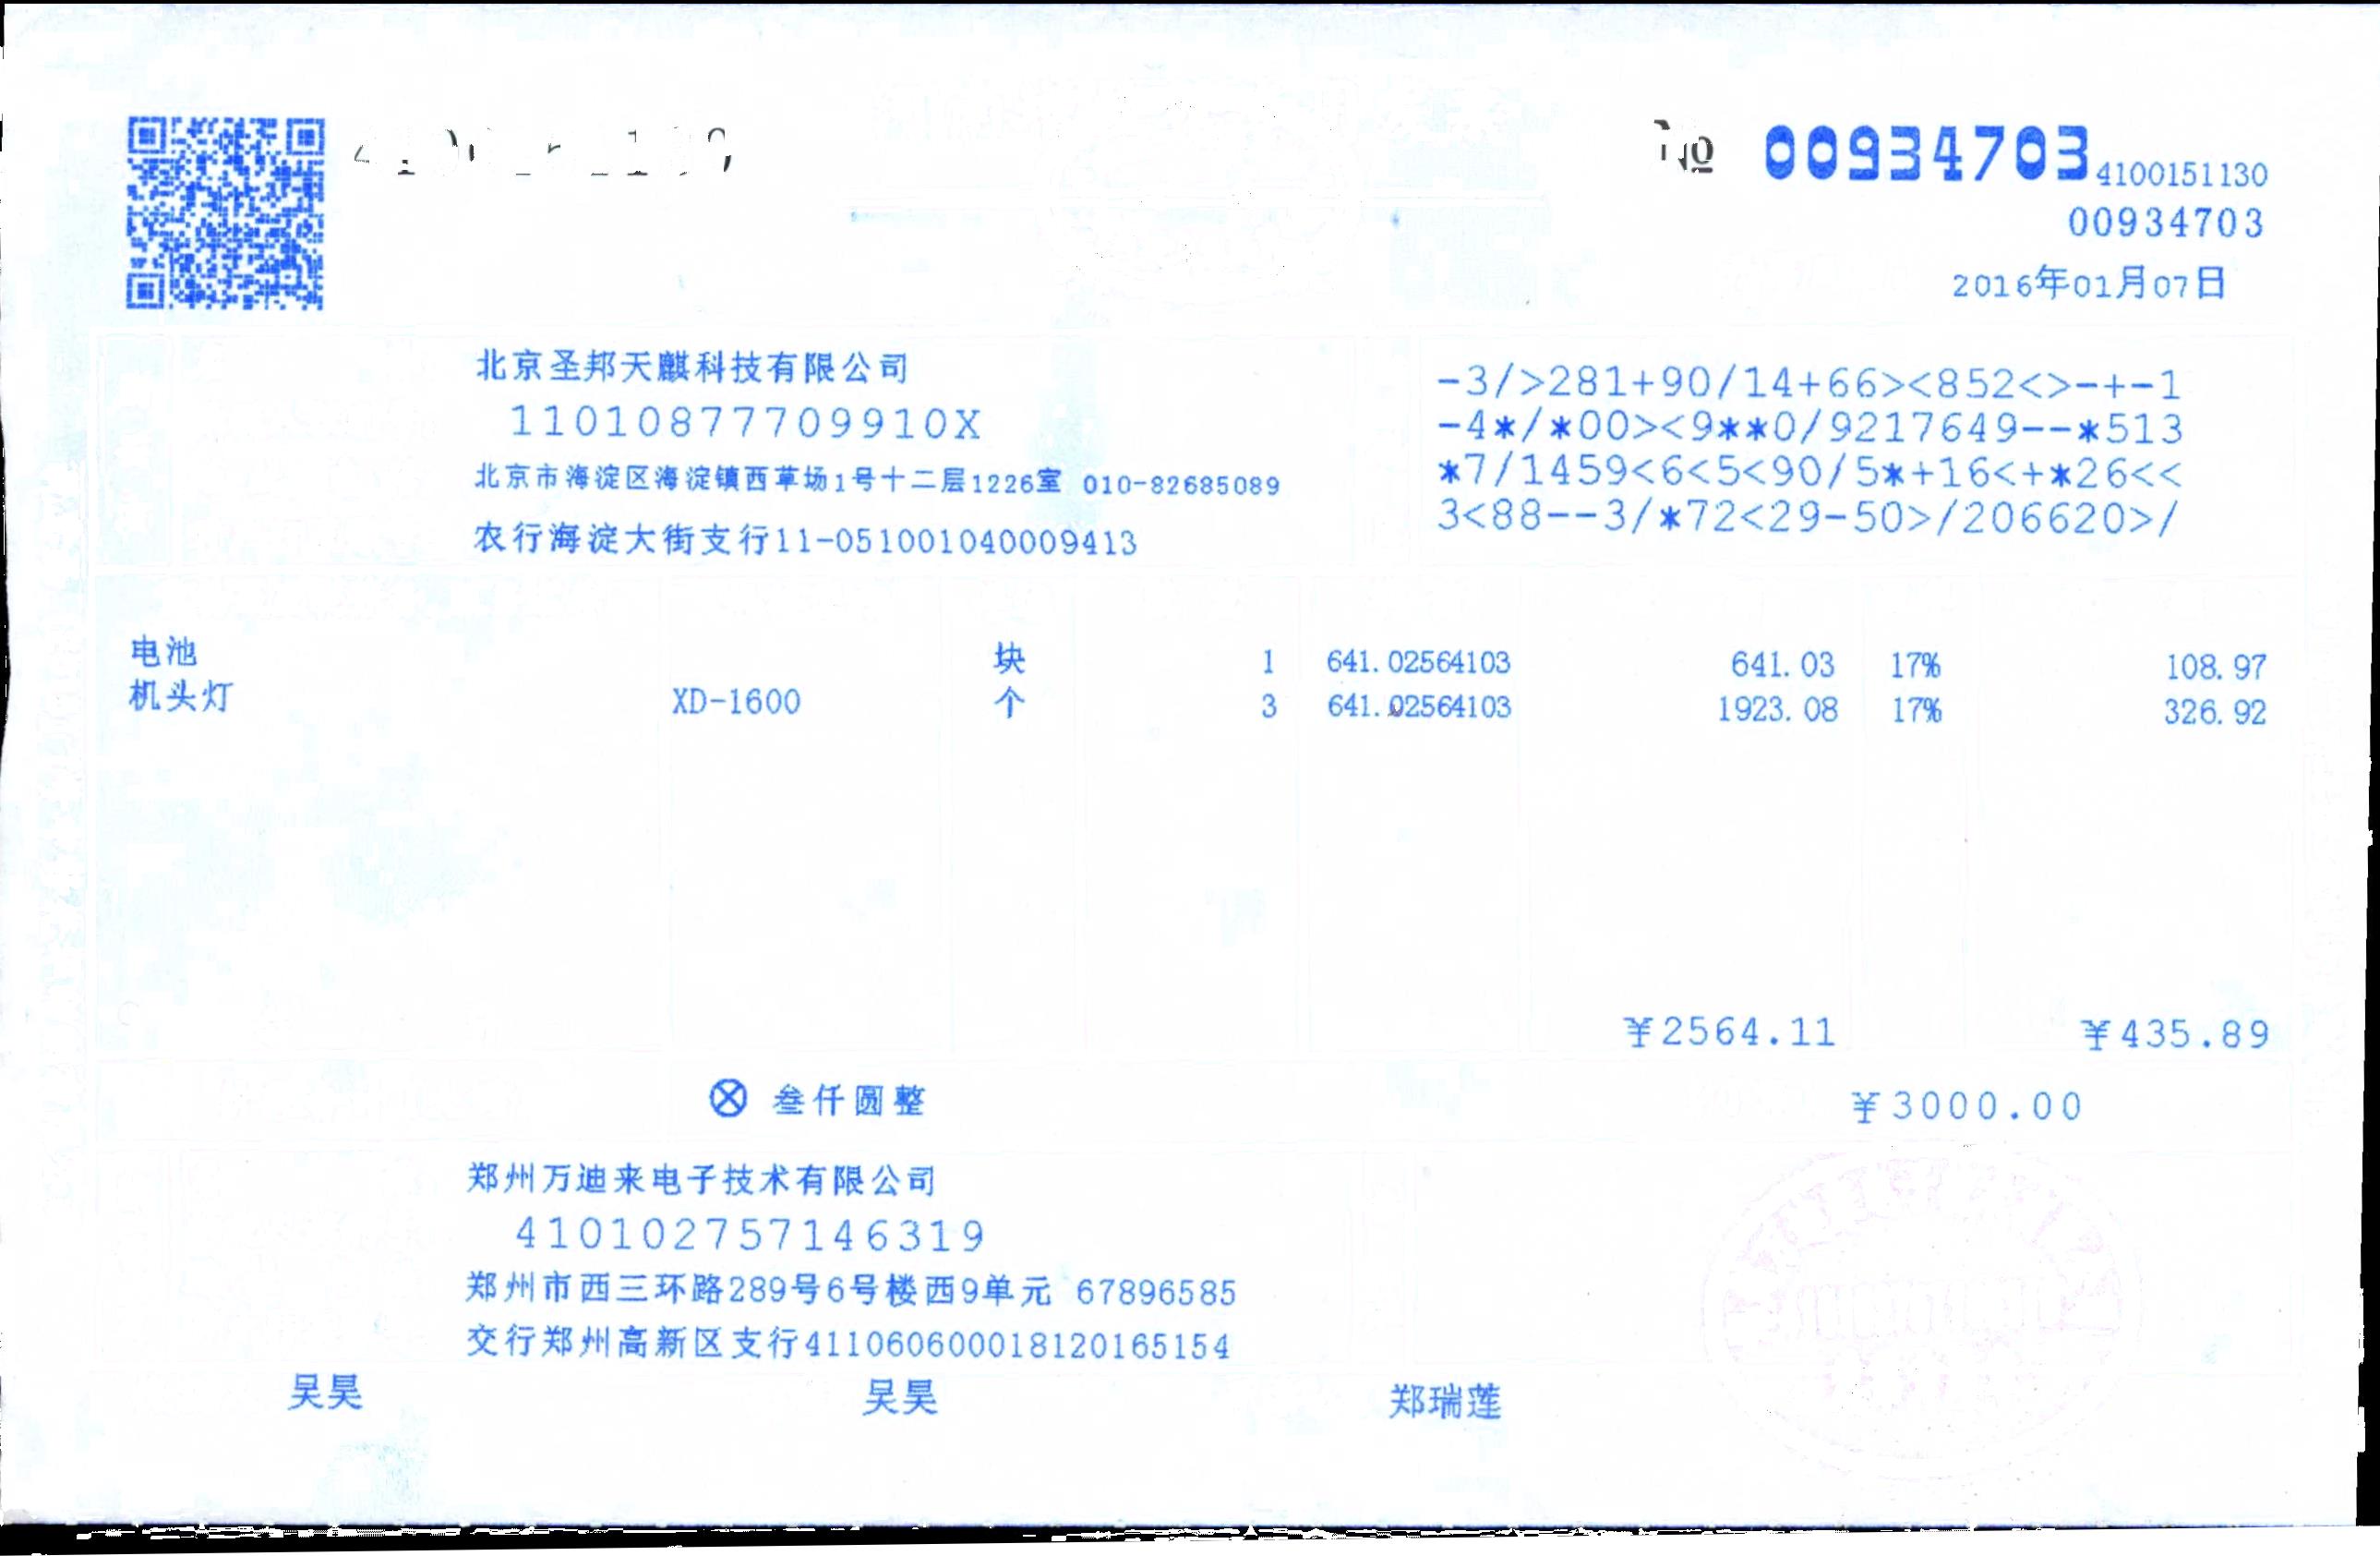 № 00934703 4100151130
00934703
2016年01月07日
北京圣邦天麒科技有限公司
11010877709910X
北京市海淀区海淀镇西草场1号十二层1226室 010-82685089
农行海淀大街支行11-051001040009413
-3/>281+90/14+66><852<>-+-1
-4*/*00><9**0/9217649--*513
*7/1459<6<5<90/5*+16<+*26<<
3<88--3/*72<29-50>/206620>/
电池 块 1 641.02564103 641.03 17% 108.97
机头灯 XD-1600 个 3 641.02564103 1923.08 17% 326.92
¥2564.11 ¥435.89
ⓧ 叁仟圆整 ¥3000.00
郑州万迪来电子技术有限公司
410102757146319
郑州市西三环路289号6号楼西9单元 67896585
交行郑州高新区支行411060600018120165154
吴昊 吴昊 郑瑞莲